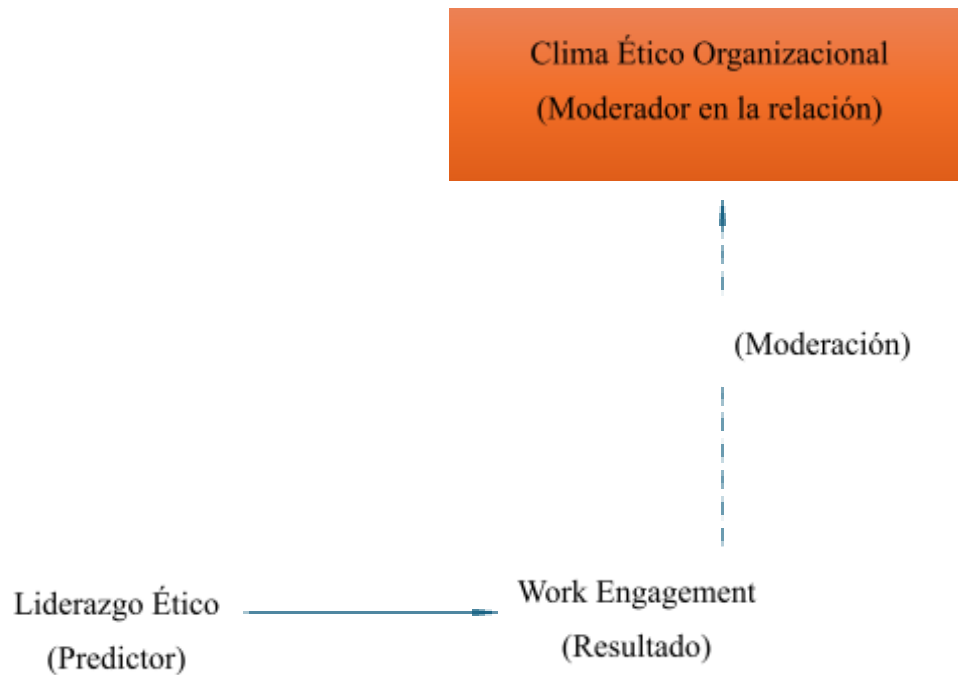 Clima Ético Organizacional
(Moderador en la relación)
(Moderación)
Liderazgo Ético
(Predictor)
Work Engagement
(Resultado)